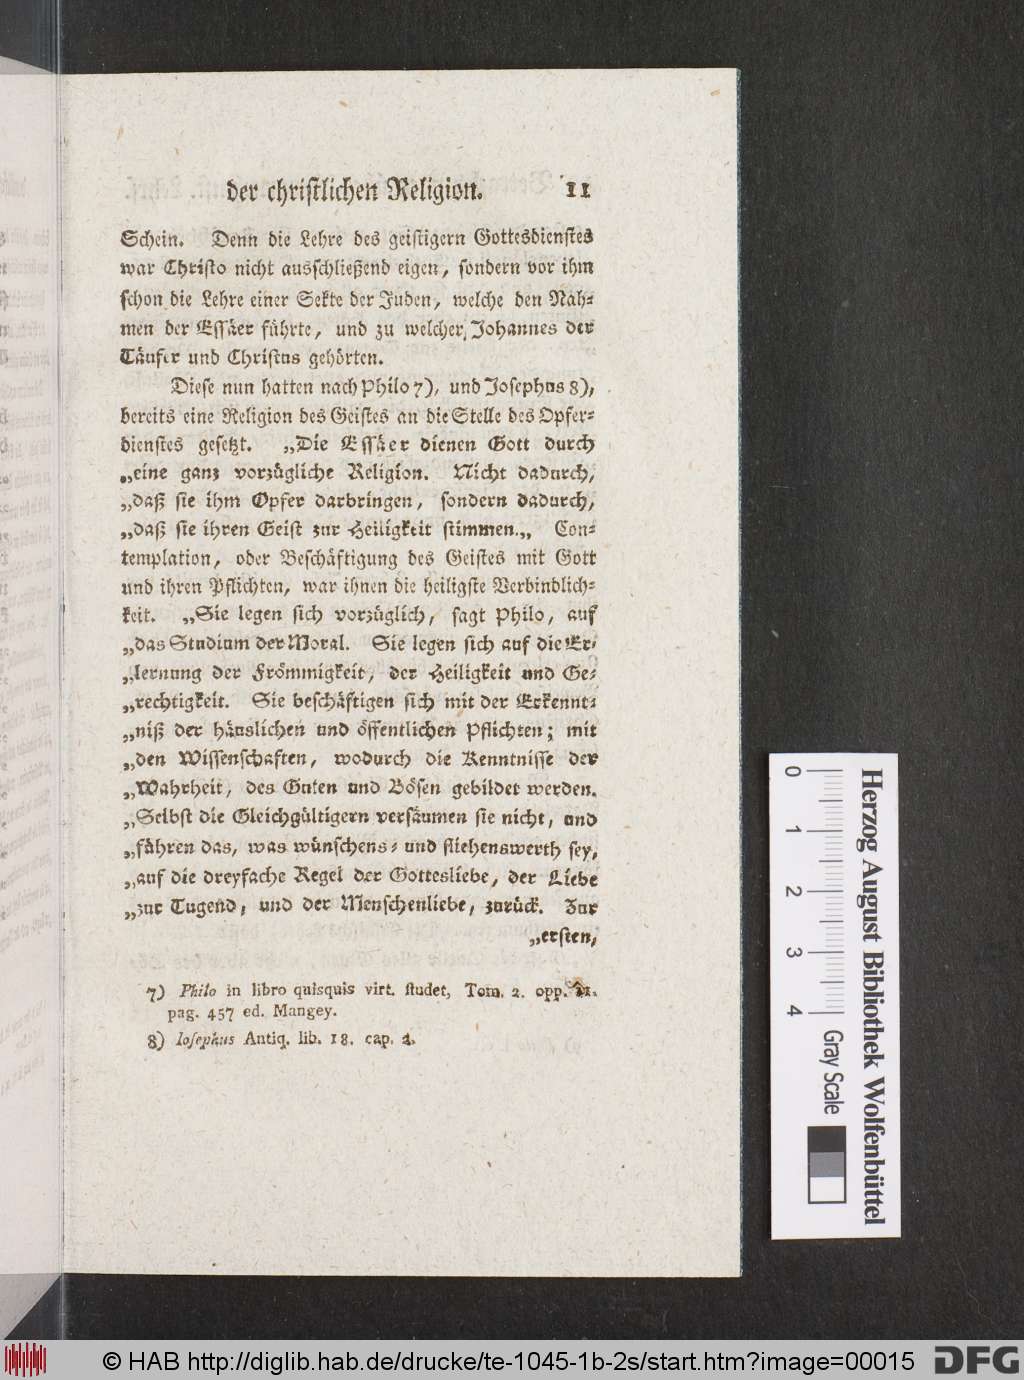 der christlichen Religion. 11
Schein. Denn die Lehre des geistigern Gottesdienstes
war Christo nicht ausschließend eigen, sondern vor ihm
schon die Lehre einer Sekte der Juden, welche den Nah=
men der Essäer führte, und zu welcher Johannes der
Täufer und Christus gehörten.
Diese nun hatten nach Philo 7), und Josephus 8),
bereits eine Religion des Geistes an die Stelle des Opfer=
dienstes gesetzt. „Die Essäer dienen Gott durch
„eine ganz vorzügliche Religion. Nicht dadurch,
„daß sie ihm Opfer darbringen, sondern dadurch,
„daß sie ihren Geist zur Heiligkeit stimmen.„ Con=
templation, oder Beschäftigung des Geistes mit Gott
und ihren Pflichten, war ihnen die heiligste Verbindlich=
keit. „Sie legen sich vorzüglich, sagt Philo, auf
„das Studium der Moral. Sie legen sich auf die Er=
„lernung der Frömmigkeit, der Heiligkeit und Ge=
„rechtigkeit. Sie beschäftigen sich mit der Erkennt=
„niß der häuslichen und öffentlichen Pflichten; mit
„den Wissenschaften, wodurch die Kenntnisse der
„Wahrheit, des Guten und Bösen gebildet werden.
„Selbst die Gleichgültigern versäumen sie nicht, und
„führen das, was wünschens= und fliehenswerth sey,
„auf die dreyfache Regel der Gottesliebe, der Liebe
„zur Tugend, und der Menschenliebe, zurück. Zur
„ersten,
7) Philo in libro quisquis virt. ſtudet, Tom. 2. opp.
pag. 457 ed. Mangey.
8) Ioſephus Antiq. lib. 18. cap.
0 1 2 3 4
Gray Scale
Herzog August Bibliothek Wolfenbüttel
© HAB http://diglib.hab.de/drucke/te-1045-1b-2s/start.htm?image=00015
DFG